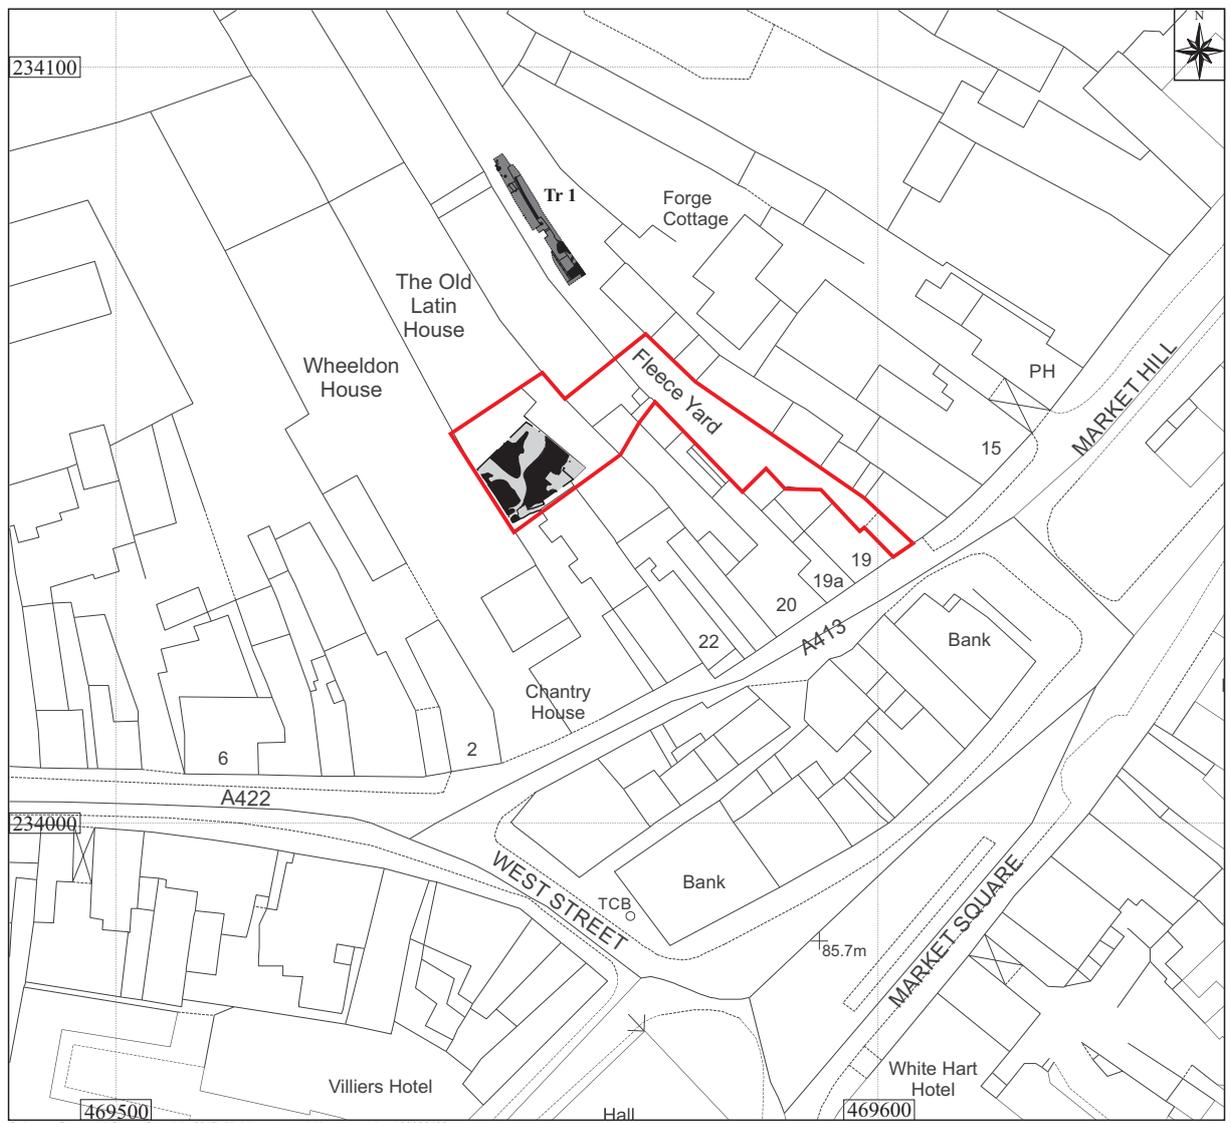 N
234100
Tr 1
Forge
Cottage
The Old
Latin
House
Wheeldon
House
Fleece Yard
PH
MARKET HILL
15
19
19a
20
A413
22
Bank
Chantry
House
2
6
A422
234000
WEST STREET
Bank
TCB
85.7m
MARKET SQUARE
White Hart
Hotel
Villiers Hotel
Hall
469500
469600